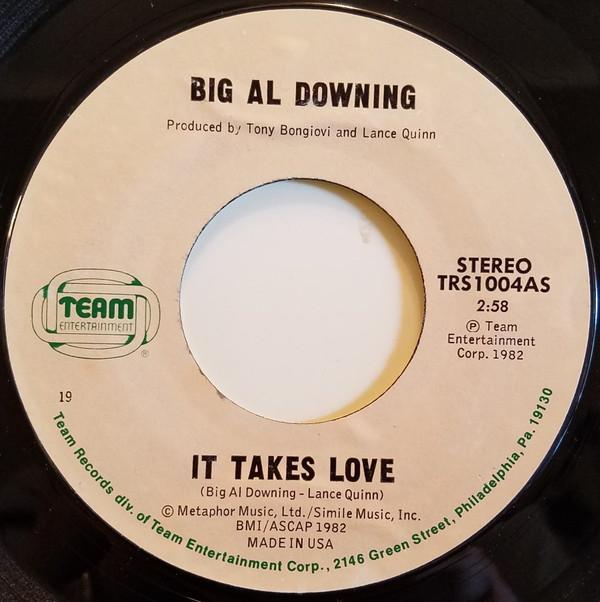 BIG AL DOWNING
Produced by Tony Bongiovi and Lance Quinn
STEREO
TRS1004AS
2:58
Ⓟ Team
Entertainment
Corp. 1982
TEAM
ENTERTAINMENT
®
19
IT TAKES LOVE
(Big Al Downing - Lance Quinn)
© Metaphor Music, Ltd./Simile Music, Inc.
BMI/ASCAP 1982
MADE IN USA
Team Records div. of Team Entertainment Corp., 2146 Green Street, Philadelphia, Pa. 19130